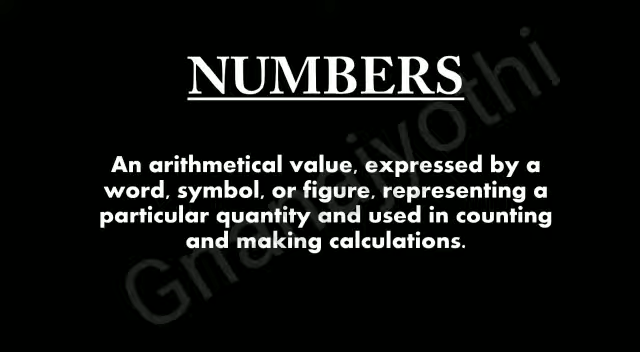 NUMBERS
An arithmetical value, expressed by a
word, symbol, or figure, representing a
particular quantity and used in counting
and making calculations.
Gnanajyothi